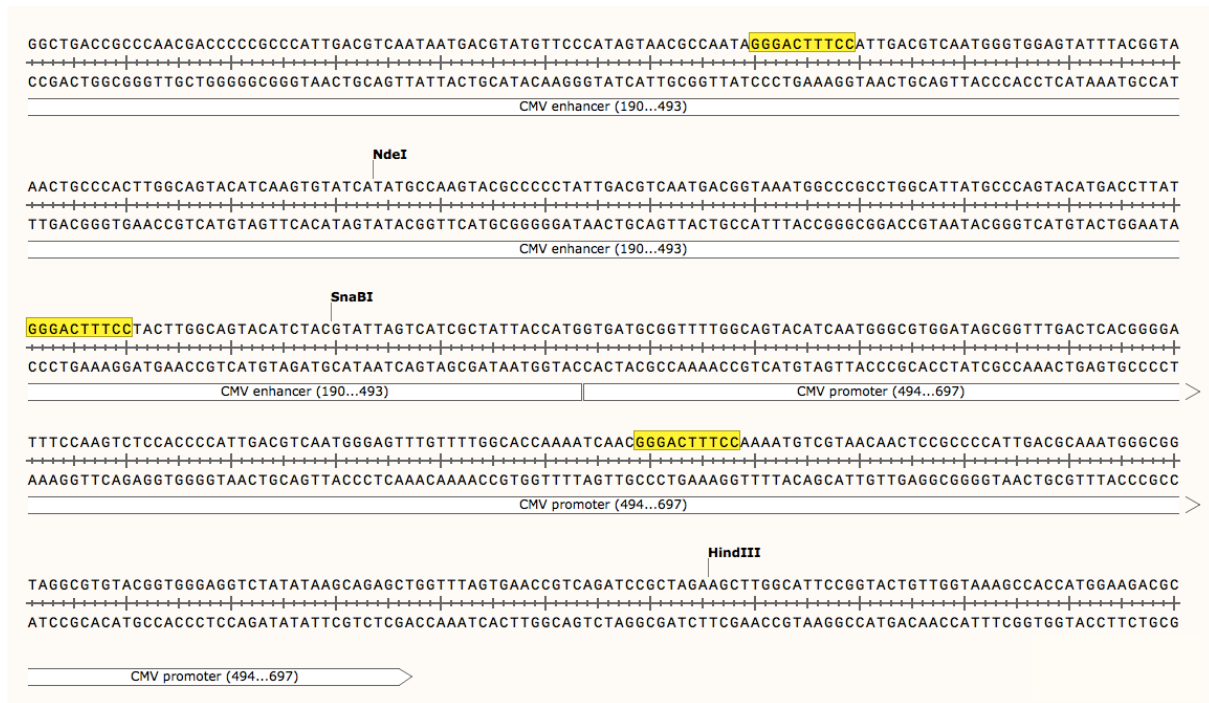 GGCTGACCGCCCAACGACCCCCGCCCATTGACGTCAATAATGACGTATGTTCCCATAGTAACGCCAATAGGGACTTTCCATTGACGTCAATGGGTGGAGTATTTACGGTA
CCGACTGGCGGGTTGCTGGGGGCGGGTAACTGCAGTTATTACTGCATACAAGGGTATCATTGCGGTTATCCCTGAAAGGTAACTGCAGTTACCCACCTCATAAATGCCAT
CMV enhancer (190...493)
NdeI
AACTGCCCACTTGGCAGTACATCAAGTGTATCATATGCCAAGTACGCCCCCTATTGACGTCAATGACGGTAAATGGCCCGCCTGGCATTATGCCCAGTACATGACCTTAT
TTGACGGGTGAACCGTCATGTAGTTCACATAGTATACGGTTCATGCGGGGGATAACTGCAGTTACTGCCATTTACCGGGCGGACCGTAATACGGGTCATGTACTGGAATA
CMV enhancer (190...493)
SnaBI
GGGACTTTCCTACTTGGCAGTACATCTACGTATTAGTCATCGCTATTACCATGGTGATGCGGTTTTGGCAGTACATCAATGGGCGTGGATAGCGGTTTGACTCACGGGGA
CCCTGAAAGGATGAACCGTCATGTAGATGCATAATCAGTAGCGATAATGGTACCACTACGCCAAAACCGTCATGTAGTTACCCGCACCTATCGCCAAACTGAGTGCCCCT
CMV enhancer (190...493) CMV promoter (494...697)
TTTCCAAGTCTCCACCCCATTGACGTCAATGGGAGTTTGTTTTGGCACCAAAATCAACGGGACTTTCCAAAATGTCGTAACAACTCCGCCCCATTGACGCAAATGGGCGG
AAAGGTTCAGAGGTGGGGTAACTGCAGTTACCCTCAAACAAAACCGTGGTTTTAGTTGCCCTGAAAGGTTTTACAGCATTGTTGAGGCGGGGTAACTGCGTTTACCCGCC
CMV promoter (494...697)
HindIII
TAGGCGTGTACGGTGGGAGGTCTATATAAGCAGAGCTGGTTTAGTGAACCGTCAGATCCGCTAGAAGCTTGGCATTCCGGTACTGTTGGTAAAGCCACCATGGAAGACGC
ATCCGCACATGCCACCCTCCAGATATATTCGTCTCGACCAAATCACTTGGCAGTCTAGGCGATCTTCGAACCGTAAGGCCATGACAACCATTTCGGTGGTACCTTCTGCG
CMV promoter (494...697)